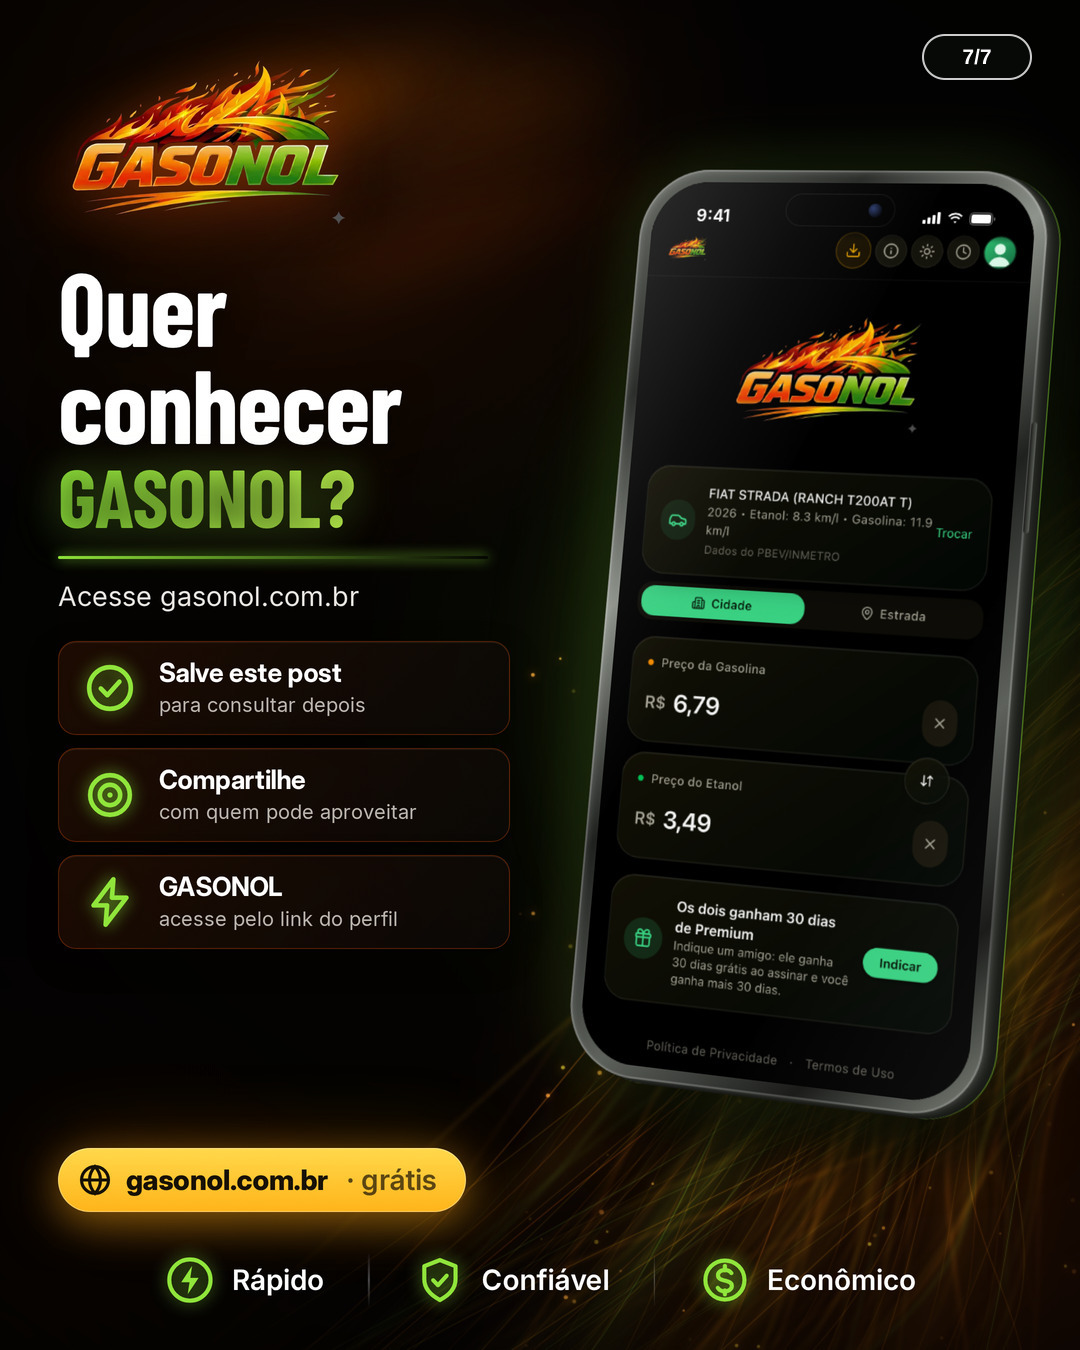 7/7
GASONOL
Quer
conhecer
GASONOL?
Acesse gasonol.com.br
Salve este post
para consultar depois
Compartilhe
com quem pode aproveitar
GASONOL
acesse pelo link do perfil
9:41
GASONOL
GASONOL
FIAT STRADA (RANCH T200AT T)
2026 • Etanol: 8.3 km/l • Gasolina: 11.9
km/l
Trocar
Dados do PBEV/INMETRO
Cidade
Estrada
Preço da Gasolina
R$ 6,79
Preço do Etanol
R$ 3,49
Os dois ganham 30 dias
de Premium
Indique um amigo: ele ganha
30 dias grátis ao assinar e você
ganha mais 30 dias.
Indicar
Política de Privacidade · Termos de Uso
gasonol.com.br · grátis
Rápido
Confiável
Econômico